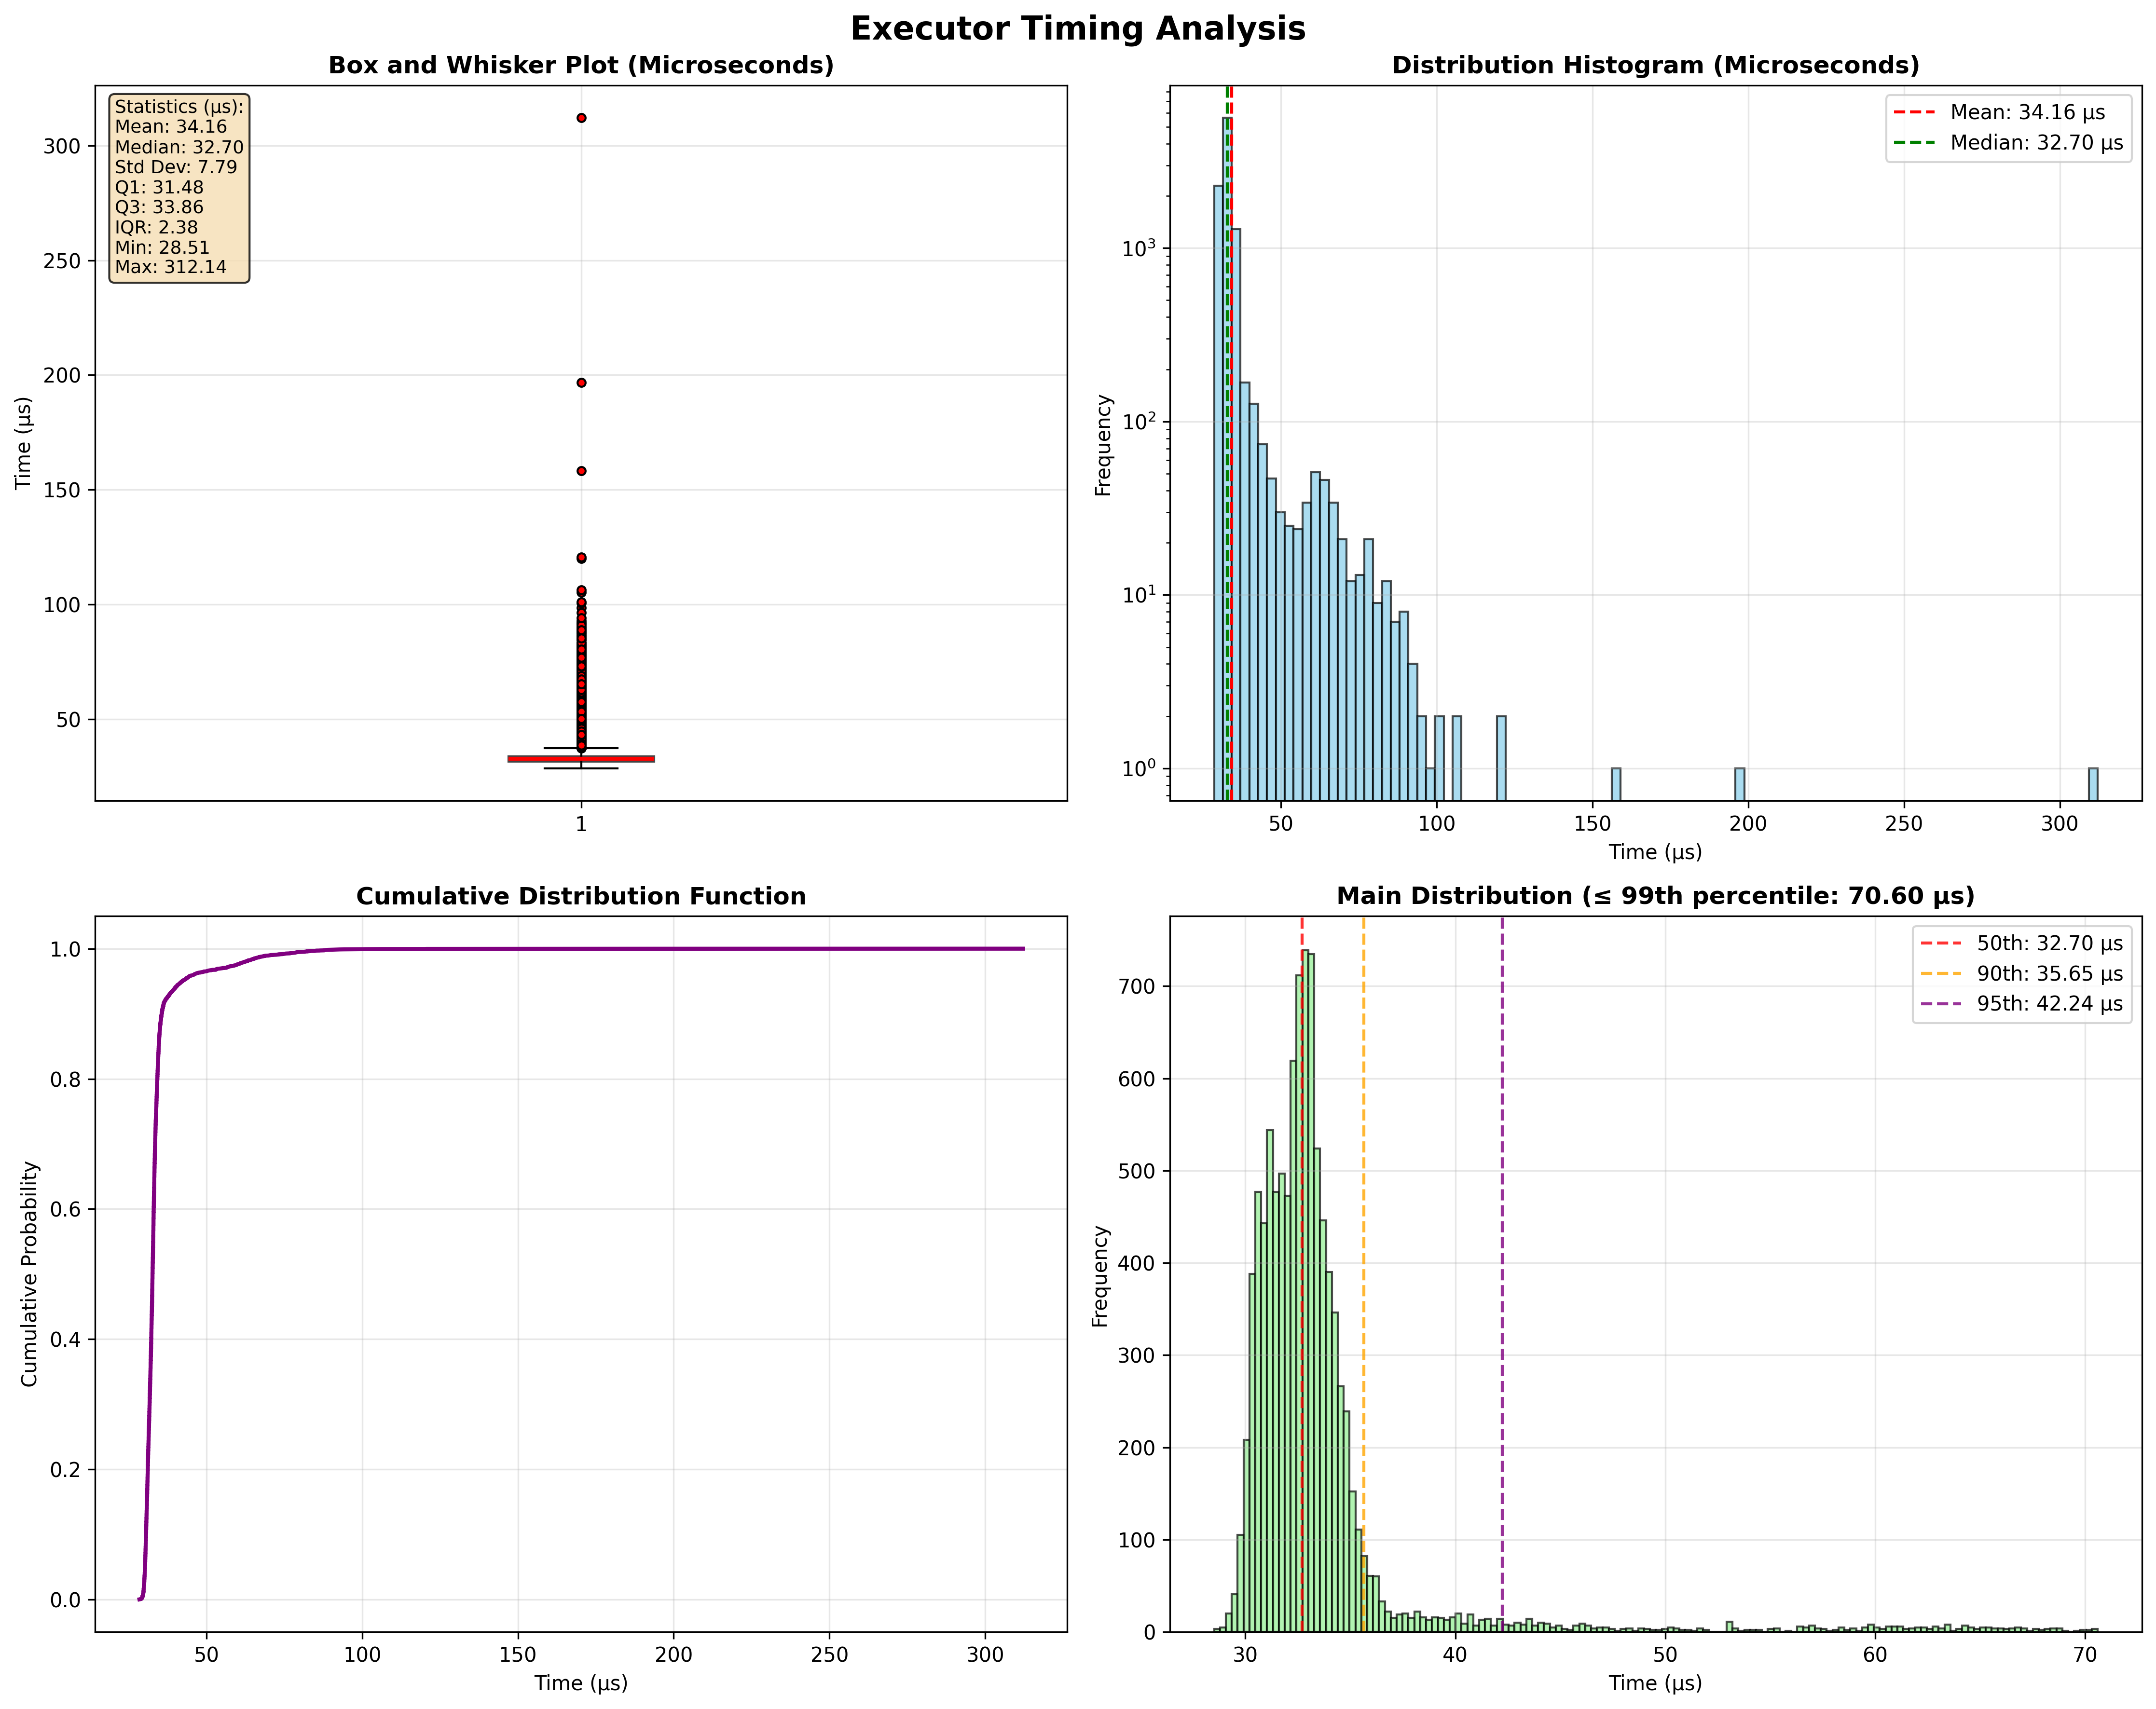 Executor Timing Analysis
Box and Whisker Plot (Microseconds)
Statistics (µs):
Mean: 34.16
Median: 32.70
Std Dev: 7.79
Q1: 31.48
Q3: 33.86
IQR: 2.38
Min: 28.51
Max: 312.14
300
250
200
150
100
50
Time (µs)
1
Distribution Histogram (Microseconds)
Mean: 34.16 µs
Median: 32.70 µs
10³
10²
10¹
10⁰
Frequency
50 100 150 200 250 300
Time (µs)
Cumulative Distribution Function
1.0
0.8
0.6
0.4
0.2
0.0
Cumulative Probability
50 100 150 200 250 300
Time (µs)
Main Distribution (≤ 99th percentile: 70.60 µs)
50th: 32.70 µs
90th: 35.65 µs
95th: 42.24 µs
700
600
500
400
300
200
100
0
Frequency
30 40 50 60 70
Time (µs)